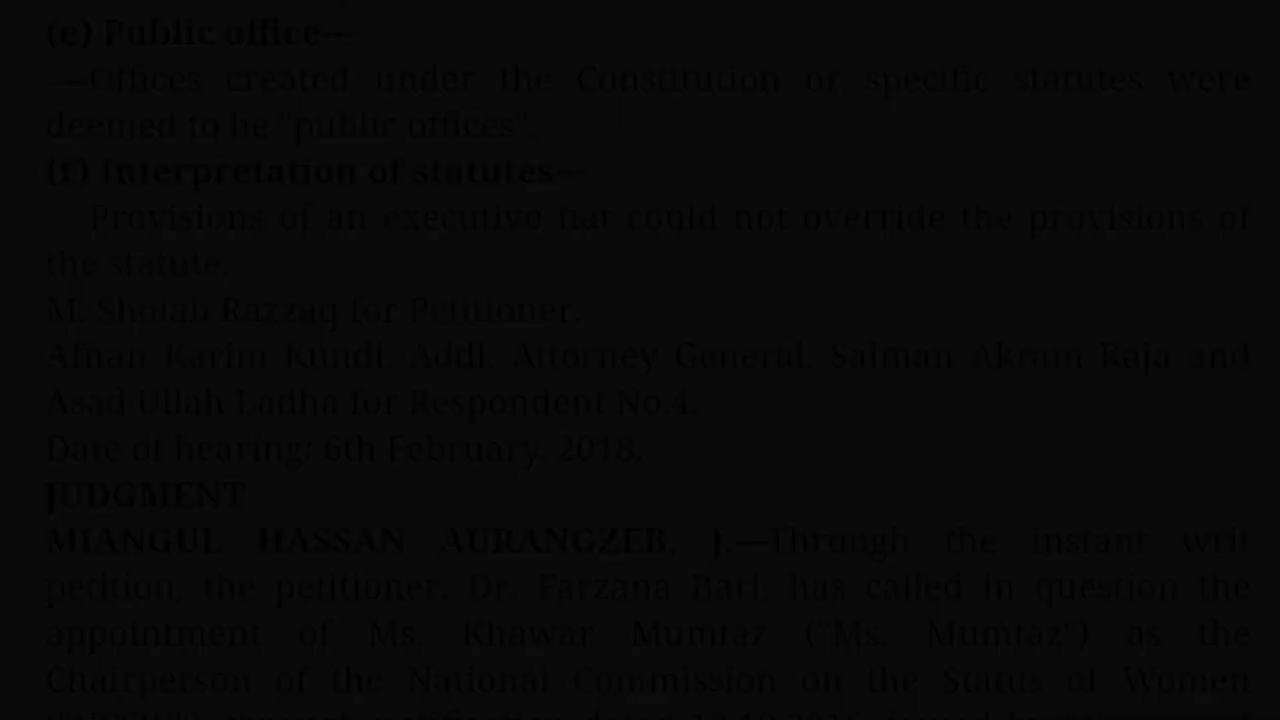 (e) Public office—
---Offices created under the Constitution or specific statutes were
deemed to be "public offices".
(f) Interpretation of statutes—
---Provisions of an executive fiat could not override the provisions of
the statute.
M. Shoiab Razzaq for Petitioner.
Afnan Karim Kundi, Addl. Attorney General, Salman Akram Raja and
Asad Ullah Ladha for Respondent No.4.
Date of hearing: 6th February, 2018.
JUDGMENT
MIANGUL HASSAN AURANGZEB, J.—Through the instant writ
petition, the petitioner, Dr. Farzana Bari, has called in question the
appointment of Ms. Khawar Mumtaz ("Ms. Mumtaz") as the
Chairperson of the National Commission on the Status of Women